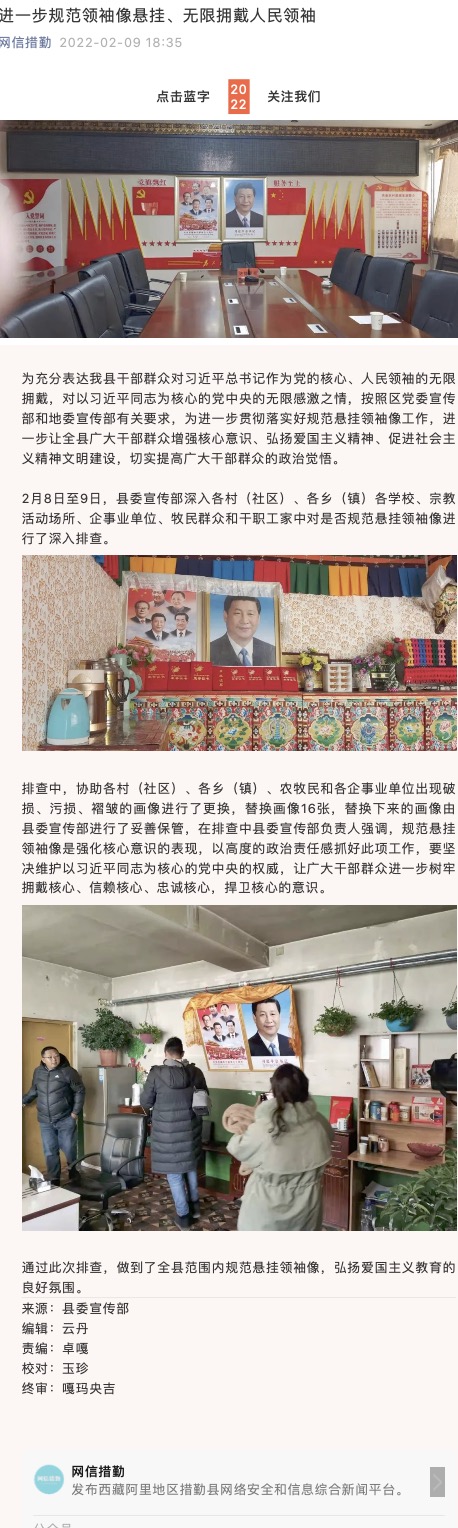 进一步规范领袖像悬挂、无限拥戴人民领袖
网信措勤 2022-02-09 18:35
点击蓝字
20
22
关注我们
入党誓词
为充分表达我县干部群众对习近平总书记作为党的核心、人民领袖的无限
拥戴，对以习近平同志为核心的党中央的无限感激之情，按照区党委宣传
部和地委宣传部有关要求，为进一步贯彻落实好规范悬挂领袖像工作，进
一步让全县广大干部群众增强核心意识、弘扬爱国主义精神、促进社会主
义精神文明建设，切实提高广大干部群众的政治觉悟。
2月8日至9日，县委宣传部深入各村（社区）、各乡（镇）各学校、宗教
活动场所、企事业单位、牧民群众和干职工家中对是否规范悬挂领袖像进
行了深入排查。
排查中，协助各村（社区）、各乡（镇）、农牧民和各企事业单位出现破
损、污损、褶皱的画像进行了更换，替换画像16张，替换下来的画像由
县委宣传部进行了妥善保管，在排查中县委宣传部负责人强调，规范悬挂
领袖像是强化核心意识的表现，以高度的政治责任感抓好此项工作，要坚
决维护以习近平同志为核心的党中央的权威，让广大干部群众进一步树牢
拥戴核心、信赖核心、忠诚核心，捍卫核心的意识。
通过此次排查，做到了全县范围内规范悬挂领袖像，弘扬爱国主义教育的
良好氛围。
来源：县委宣传部
编辑：云丹
责编：卓嘎
校对：玉珍
终审：嘎玛央吉
网信措勤
发布西藏阿里地区措勤县网络安全和信息综合新闻平台。
公众号